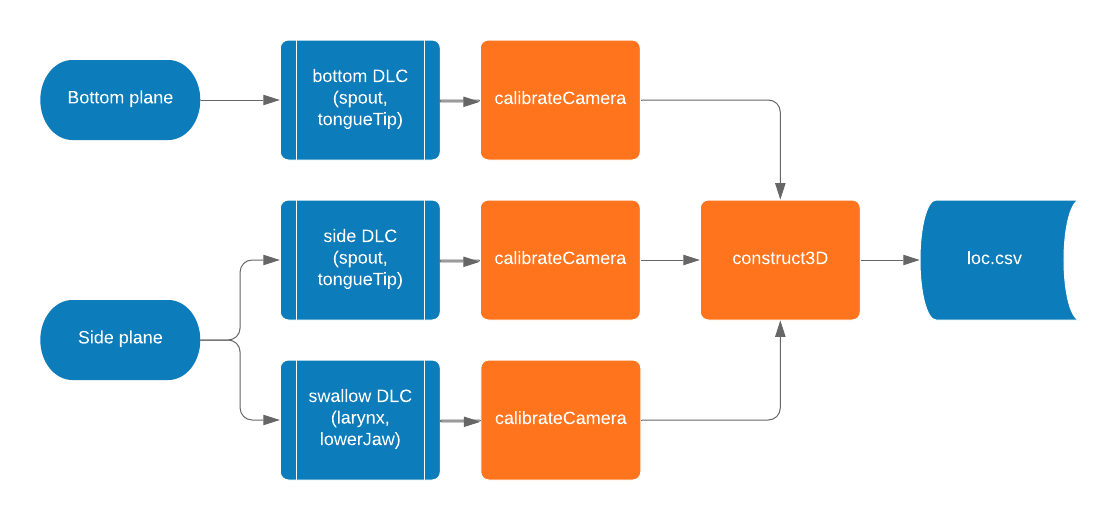 Bottom plane
bottom DLC
(spout,
tongueTip)
calibrateCamera
side DLC
(spout,
tongueTip)
calibrateCamera
construct3D
loc.csv
Side plane
swallow DLC
(larynx,
lowerJaw)
calibrateCamera